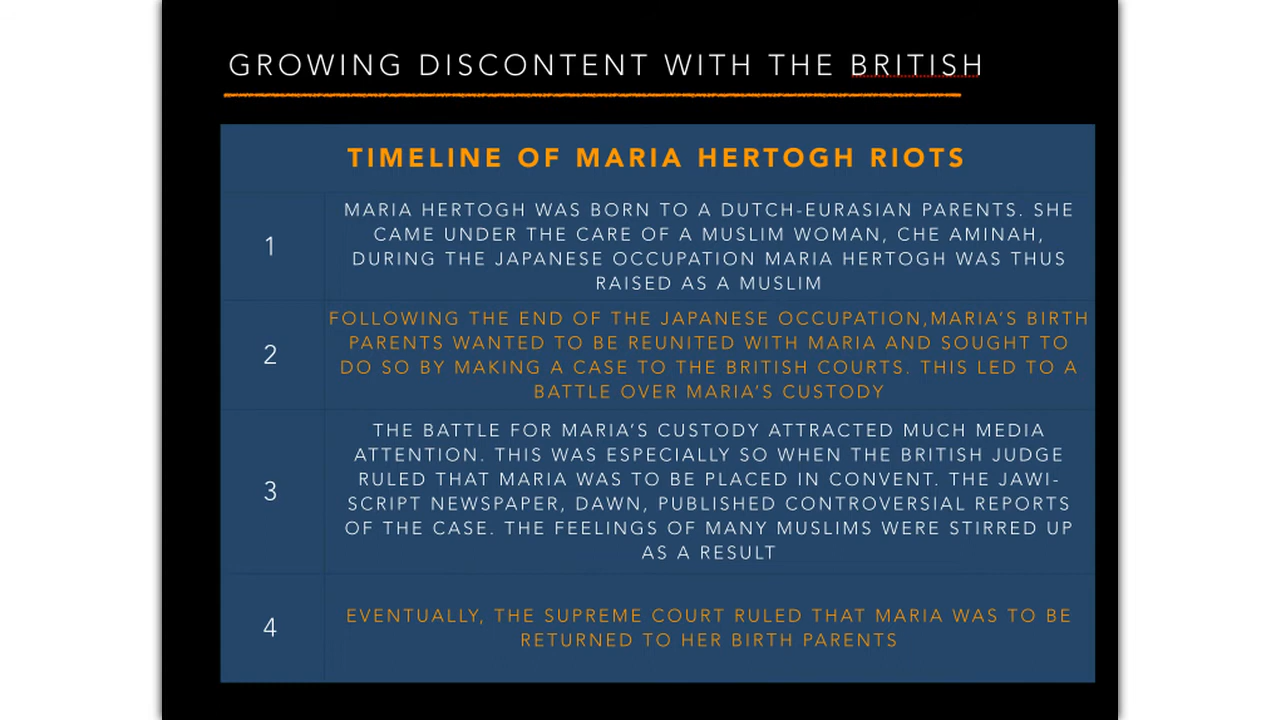 GROWING DISCONTENT WITH THE BRITISH
TIMELINE OF MARIA HERTOGH RIOTS
1
MARIA HERTOGH WAS BORN TO A DUTCH-EURASIAN PARENTS. SHE
CAME UNDER THE CARE OF A MUSLIM WOMAN, CHE AMINAH,
DURING THE JAPANESE OCCUPATION MARIA HERTOGH WAS THUS
RAISED AS A MUSLIM
2
FOLLOWING THE END OF THE JAPANESE OCCUPATION,MARIA'S BIRTH
PARENTS WANTED TO BE REUNITED WITH MARIA AND SOUGHT TO
DO SO BY MAKING A CASE TO THE BRITISH COURTS. THIS LED TO A
BATTLE OVER MARIA'S CUSTODY
3
THE BATTLE FOR MARIA'S CUSTODY ATTRACTED MUCH MEDIA
ATTENTION. THIS WAS ESPECIALLY SO WHEN THE BRITISH JUDGE
RULED THAT MARIA WAS TO BE PLACED IN CONVENT. THE JAWI-
SCRIPT NEWSPAPER, DAWN, PUBLISHED CONTROVERSIAL REPORTS
OF THE CASE. THE FEELINGS OF MANY MUSLIMS WERE STIRRED UP
AS A RESULT
4
EVENTUALLY, THE SUPREME COURT RULED THAT MARIA WAS TO BE
RETURNED TO HER BIRTH PARENTS